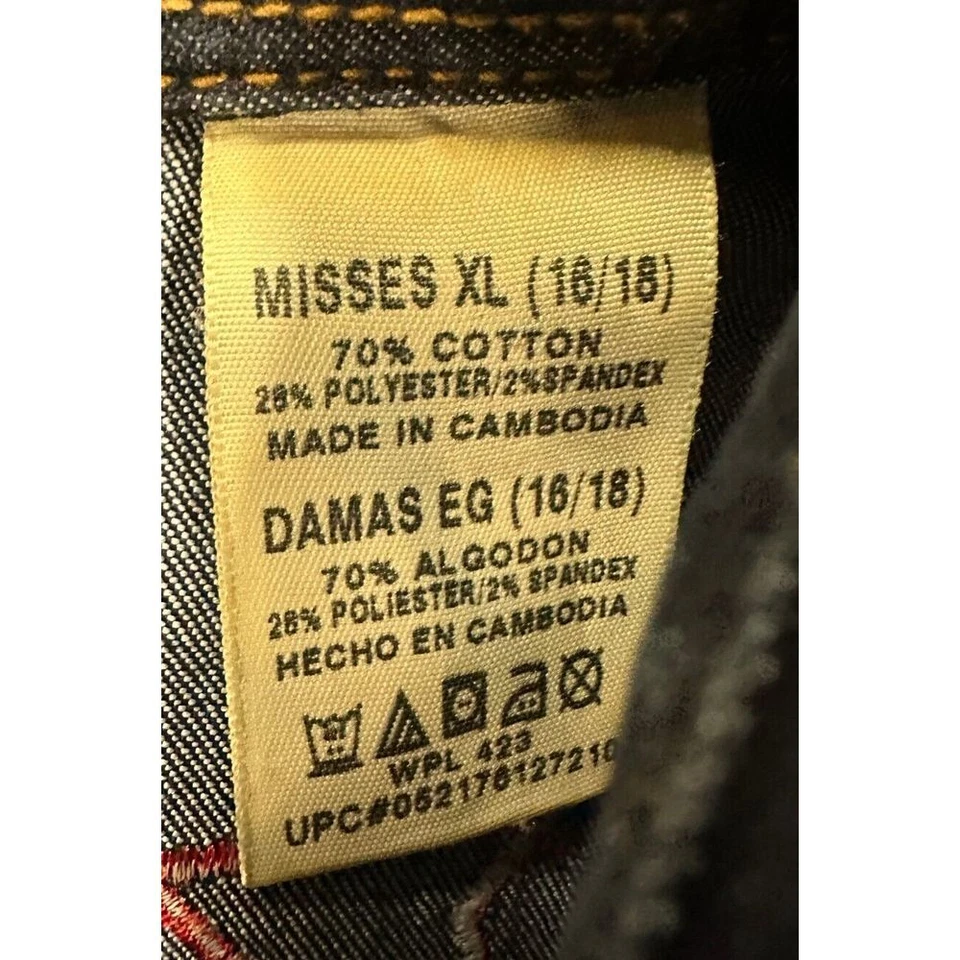 MISSES XL (16/18)
70% COTTON
28% POLYESTER/2%SPANDEX
MADE IN CAMBODIA
DAMAS EG (16/18)
70% ALGODON
28% POLIESTER/2% SPANDEX
HECHO EN CAMBODIA
WPL 423